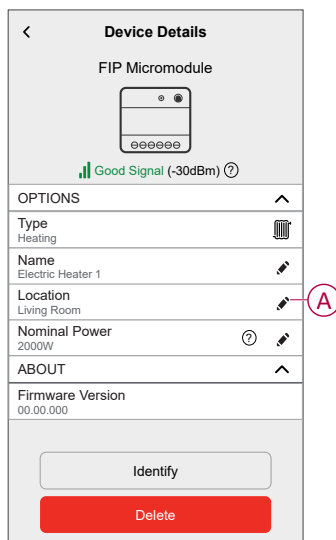 Device Details
FIP Micromodule
Good Signal (-30dBm) ?
OPTIONS
Type
Heating
Name
Electric Heater 1
Location
Living Room
A
Nominal Power
2000W
?
ABOUT
Firmware Version
00.00.000
Identify
Delete